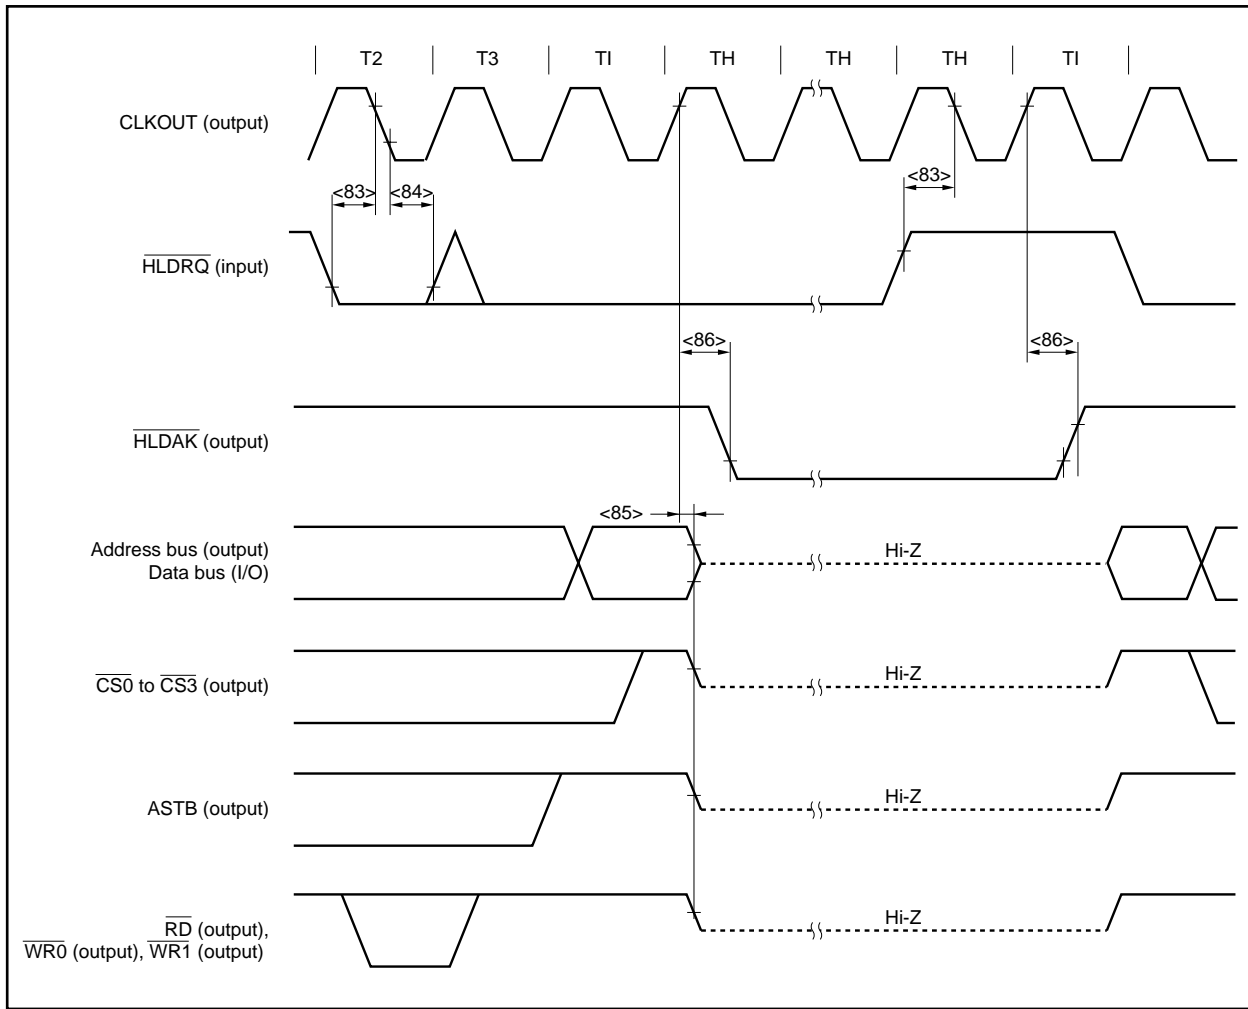 T2 T3 TI TH TH TH TI
CLKOUT (output)
<83> <84> <83>
HLDRQ (input)
<86> <86>
HLDAK (output)
<85>
Address bus (output)
Data bus (I/O)
Hi-Z
CS0 to CS3 (output)
Hi-Z
ASTB (output)
Hi-Z
RD (output),
WR0 (output), WR1 (output)
Hi-Z